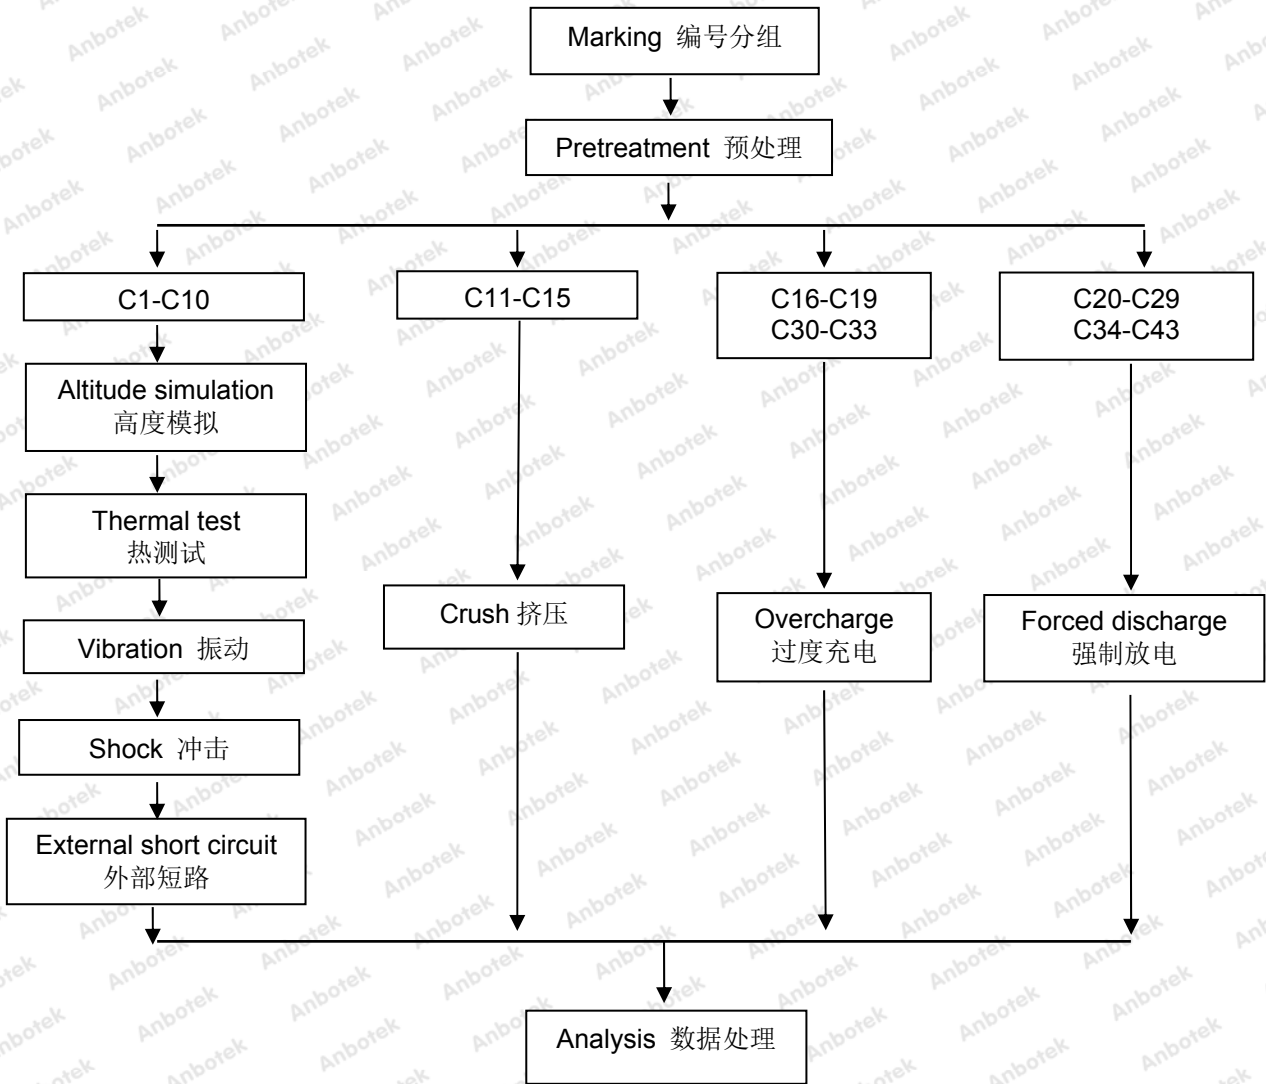 Marking 编号分组
Pretreatment 预处理
C1-C10
C11-C15
C16-C19
C30-C33
C20-C29
C34-C43
Altitude simulation
高度模拟
Thermal test
热测试
Vibration 振动
Shock 冲击
External short circuit
外部短路
Crush 挤压
Overcharge
过度充电
Forced discharge
强制放电
Analysis 数据处理
Anbotek